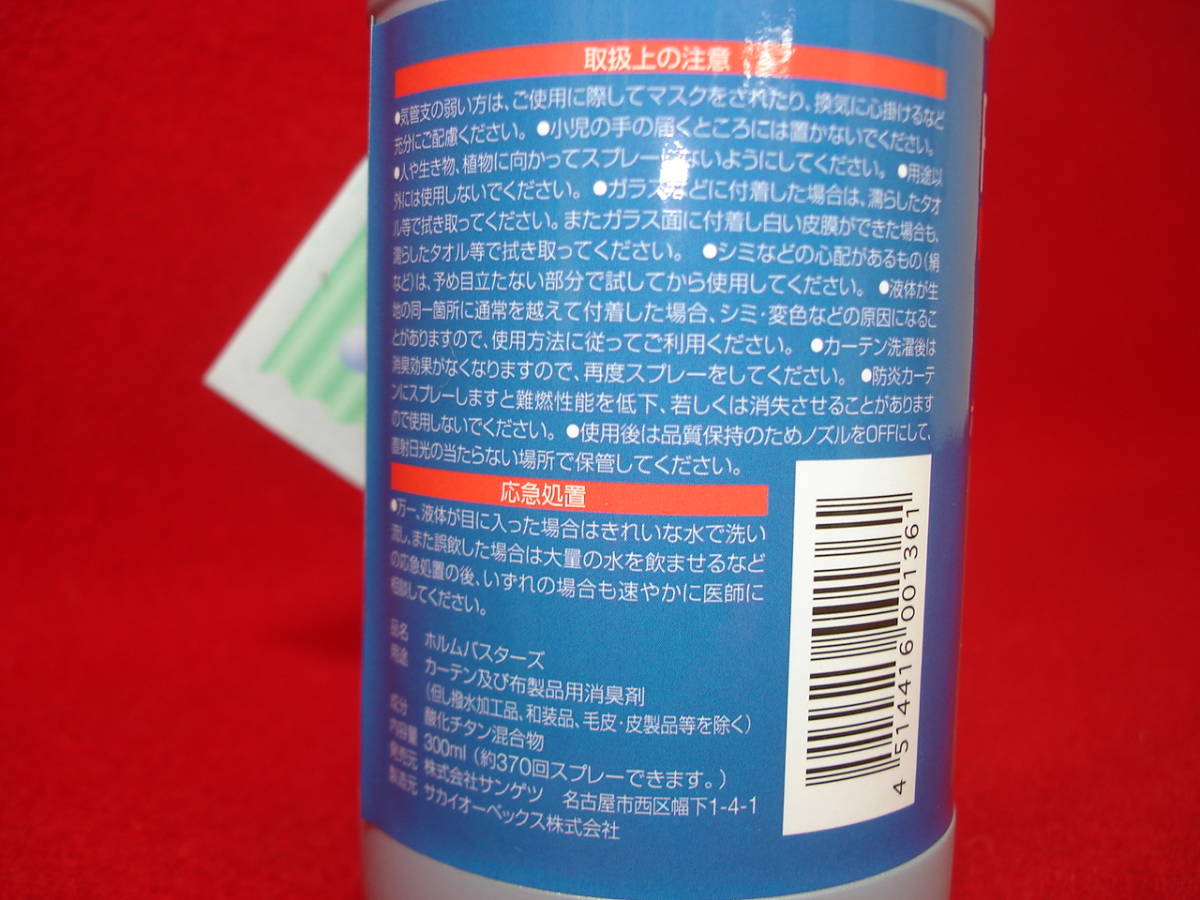 取扱上の注意
●気管支の弱い方は、ご使用に際してマスクをされたり、換気に心掛けるなど
充分にご配慮ください。●小児の手の届くところには置かないでください。
●人や生き物、植物に向かってスプレーしないようにしてください。●用途以
外には使用しないでください。●ガラスなどに付着した場合は、濡らしたタオ
ル等で拭き取ってください。またガラス面に付着し白い皮膜ができた場合も、
濡らしたタオル等で拭き取ってください。●シミなどの心配があるもの(絹
など)は、予め目立たない部分で試してから使用してください。●液体が生
地の同一箇所に通常を越えて付着した場合、シミ・変色などの原因になるこ
とがありますので、使用方法に従ってご利用ください。●カーテン洗濯後は
消臭効果がなくなりますので、再度スプレーをしてください。●防炎カーテ
ンにスプレーしますと難燃性能を低下、若しくは消失させることがあります
ので使用しないでください。●使用後は品質保持のためノズルをOFFにして、
直射日光の当たらない場所で保管してください。
応急処置
●万一、液体が目に入った場合はきれいな水で洗い
流し、また誤飲した場合は大量の水を飲ませるなど
の応急処置の後、いずれの場合も速やかに医師に
相談してください。
品名 ホルムバスターズ
用途 カーテン及び布製品用消臭剤
(但し撥水加工品、和装品、毛皮・皮製品等を除く)
成分 酸化チタン混合物
内容量 300ml(約370回スプレーできます。)
発売元 株式会社サンゲツ 名古屋市西区幅下1-4-1
製造元 サカイオーベックス株式会社
4 514416 001361